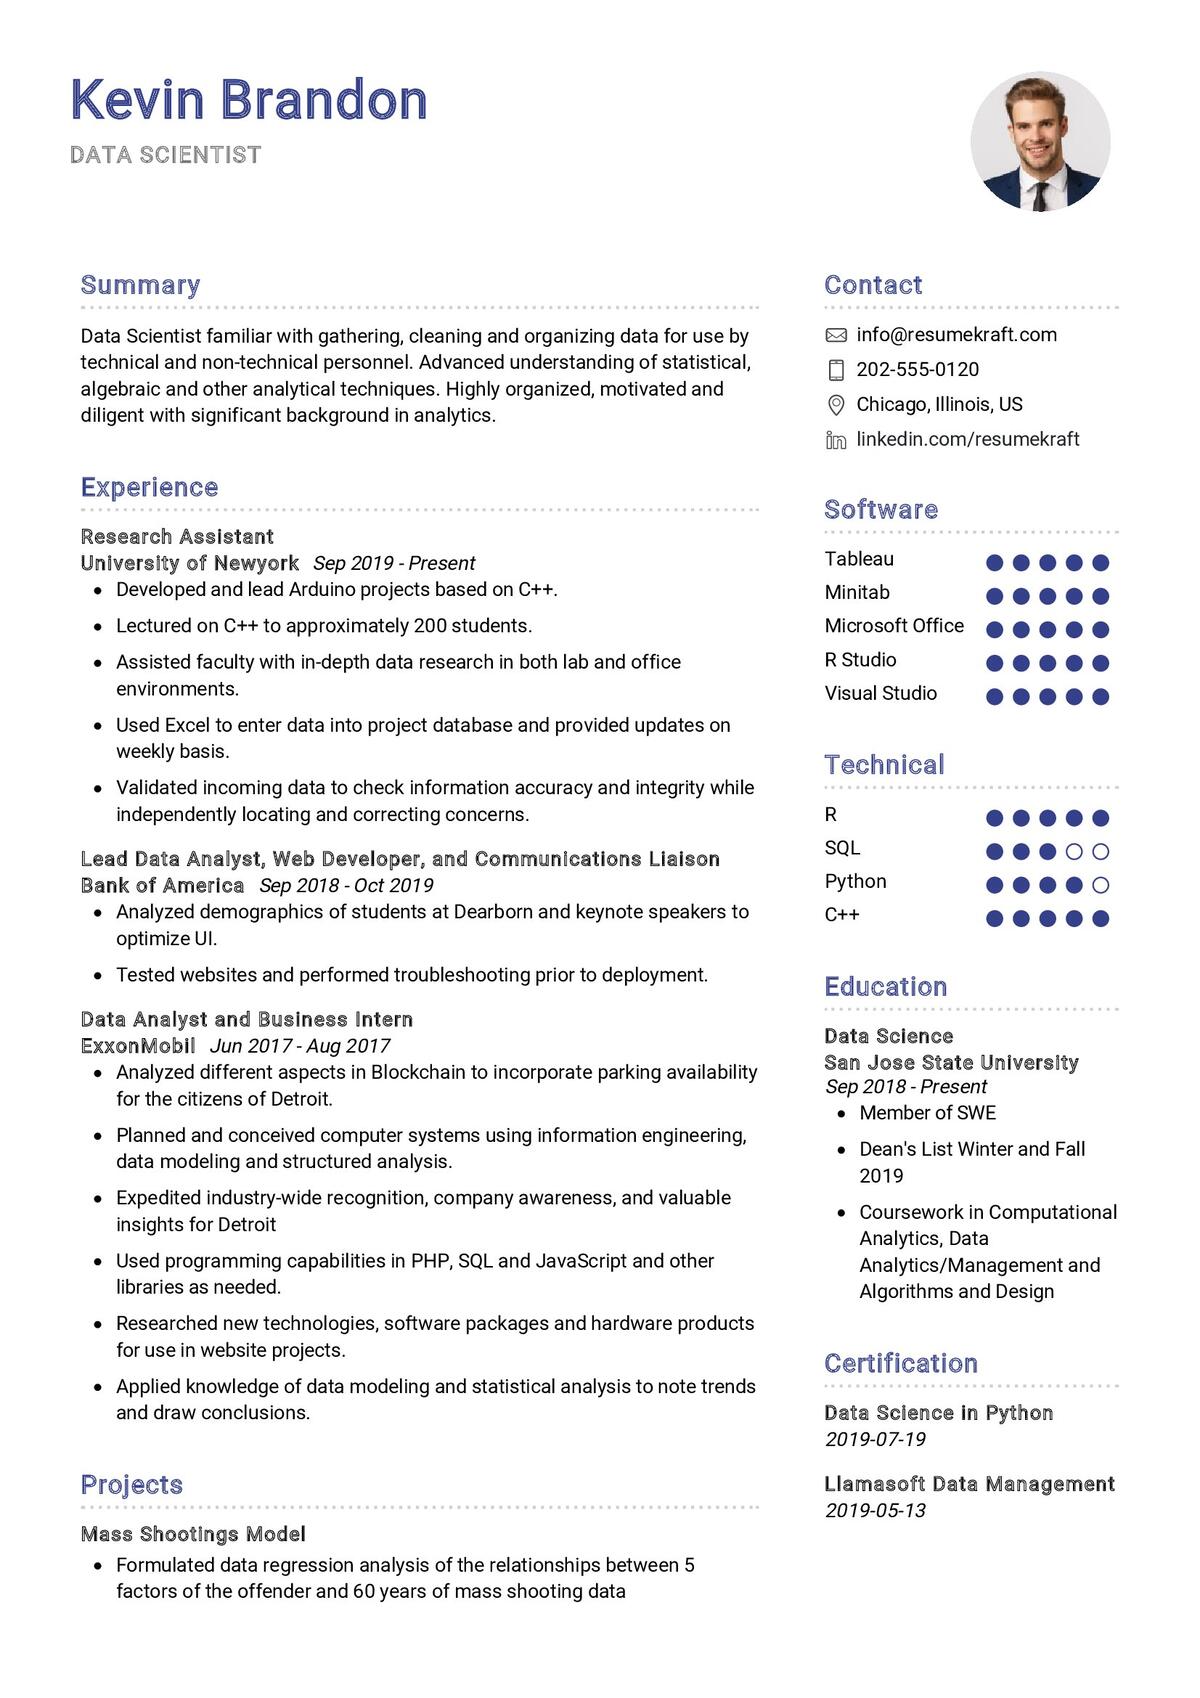 Kevin Brandon
DATA SCIENTIST
Summary
Data Scientist familiar with gathering, cleaning and organizing data for use by
technical and non-technical personnel. Advanced understanding of statistical,
algebraic and other analytical techniques. Highly organized, motivated and
diligent with significant background in analytics.
Experience
Research Assistant
University of Newyork Sep 2019 - Present
• Developed and lead Arduino projects based on C++.
• Lectured on C++ to approximately 200 students.
• Assisted faculty with in-depth data research in both lab and office
environments.
• Used Excel to enter data into project database and provided updates on
weekly basis.
• Validated incoming data to check information accuracy and integrity while
independently locating and correcting concerns.
Lead Data Analyst, Web Developer, and Communications Liaison
Bank of America Sep 2018 - Oct 2019
• Analyzed demographics of students at Dearborn and keynote speakers to
optimize UI.
• Tested websites and performed troubleshooting prior to deployment.
Data Analyst and Business Intern
ExxonMobil Jun 2017 - Aug 2017
• Analyzed different aspects in Blockchain to incorporate parking availability
for the citizens of Detroit.
• Planned and conceived computer systems using information engineering,
data modeling and structured analysis.
• Expedited industry-wide recognition, company awareness, and valuable
insights for Detroit
• Used programming capabilities in PHP, SQL and JavaScript and other
libraries as needed.
• Researched new technologies, software packages and hardware products
for use in website projects.
• Applied knowledge of data modeling and statistical analysis to note trends
and draw conclusions.
Projects
Mass Shootings Model
• Formulated data regression analysis of the relationships between 5
factors of the offender and 60 years of mass shooting data
Contact
info@resumekraft.com
202-555-0120
Chicago, Illinois, US
linkedin.com/resumekraft
Software
Tableau
Minitab
Microsoft Office
R Studio
Visual Studio
Technical
R
SQL
Python
C++
Education
Data Science
San Jose State University
Sep 2018 - Present
• Member of SWE
• Dean's List Winter and Fall
2019
• Coursework in Computational
Analytics, Data
Analytics/Management and
Algorithms and Design
Certification
Data Science in Python
2019-07-19
Llamasoft Data Management
2019-05-13